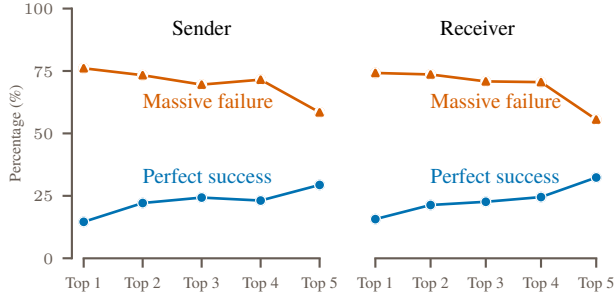 100
75
50
25
0
Percentage (%)
Sender
Massive failure
Perfect success
Top 1 Top 2 Top 3 Top 4 Top 5
Receiver
Massive failure
Perfect success
Top 1 Top 2 Top 3 Top 4 Top 5